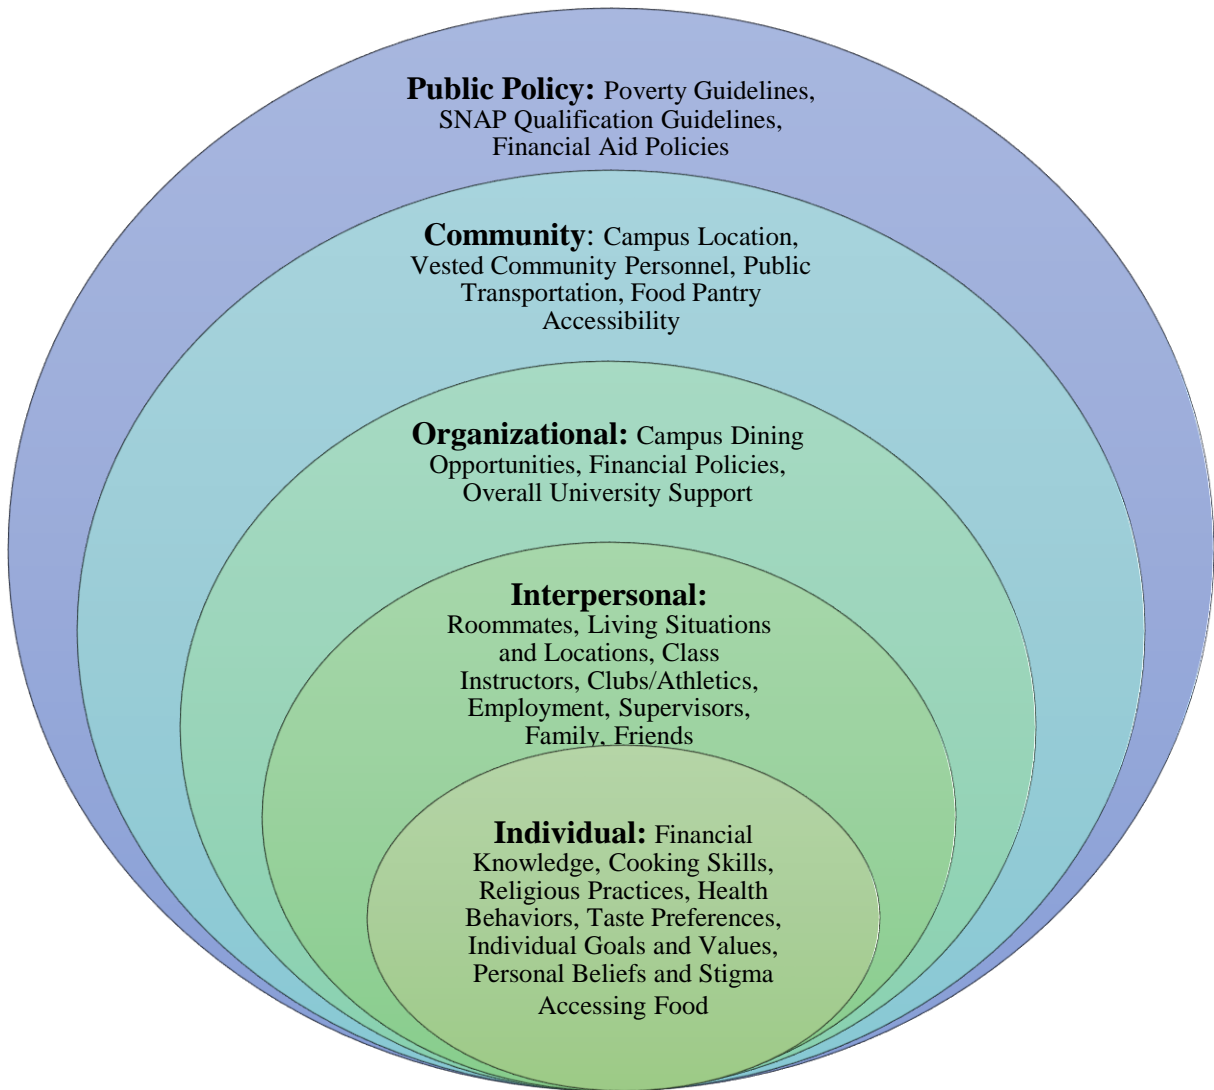 Public Policy: Poverty Guidelines,
SNAP Qualification Guidelines,
Financial Aid Policies
Community: Campus Location,
Vested Community Personnel, Public
Transportation, Food Pantry
Accessibility
Organizational: Campus Dining
Opportunities, Financial Policies,
Overall University Support
Interpersonal:
Roommates, Living Situations
and Locations, Class
Instructors, Clubs/Athletics,
Employment, Supervisors,
Family, Friends
Individual: Financial
Knowledge, Cooking Skills,
Religious Practices, Health
Behaviors, Taste Preferences,
Individual Goals and Values,
Personal Beliefs and Stigma
Accessing Food